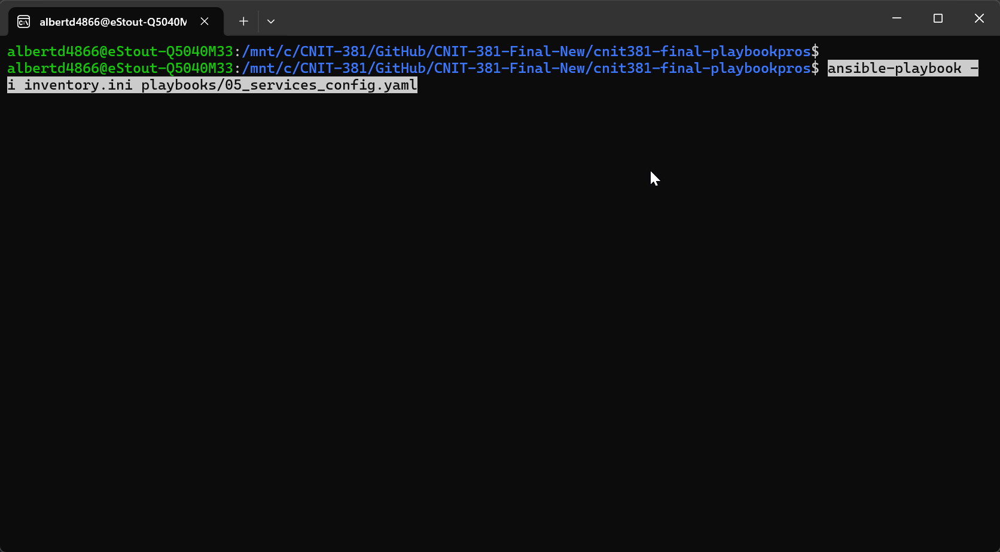 albertd4866@eStout-Q5040M
albertd4866@eStout-Q5040M33:/mnt/c/CNIT-381/GitHub/CNIT-381-Final-New/cnit381-final-playbookpros$
albertd4866@eStout-Q5040M33:/mnt/c/CNIT-381/GitHub/CNIT-381-Final-New/cnit381-final-playbookpros$ ansible-playbook -
i inventory.ini playbooks/05_services_config.yaml